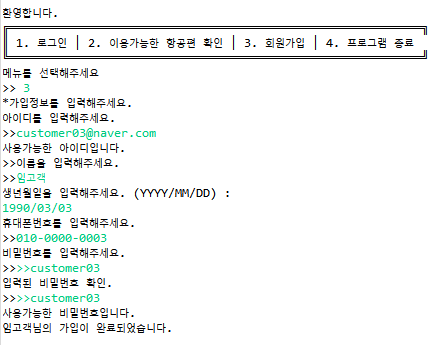 환영합니다.
1. 로그인 | 2. 이용가능한 항공편 확인 | 3. 회원가입 | 4. 프로그램 종료
메뉴를 선택해주세요
>> 3
*가입정보를 입력해주세요.
아이디를 입력해주세요.
>>customer03@naver.com
사용가능한 아이디입니다.
>>이름을 입력해주세요.
>>임고객
생년월일을 입력해주세요. (YYYY/MM/DD) :
1990/03/03
휴대폰번호를 입력해주세요.
>>010-0000-0003
비밀번호를 입력해주세요.
>>>>customer03
입력된 비밀번호 확인.
>>>>customer03
사용가능한 비밀번호입니다.
임고객님의 가입이 완료되었습니다.